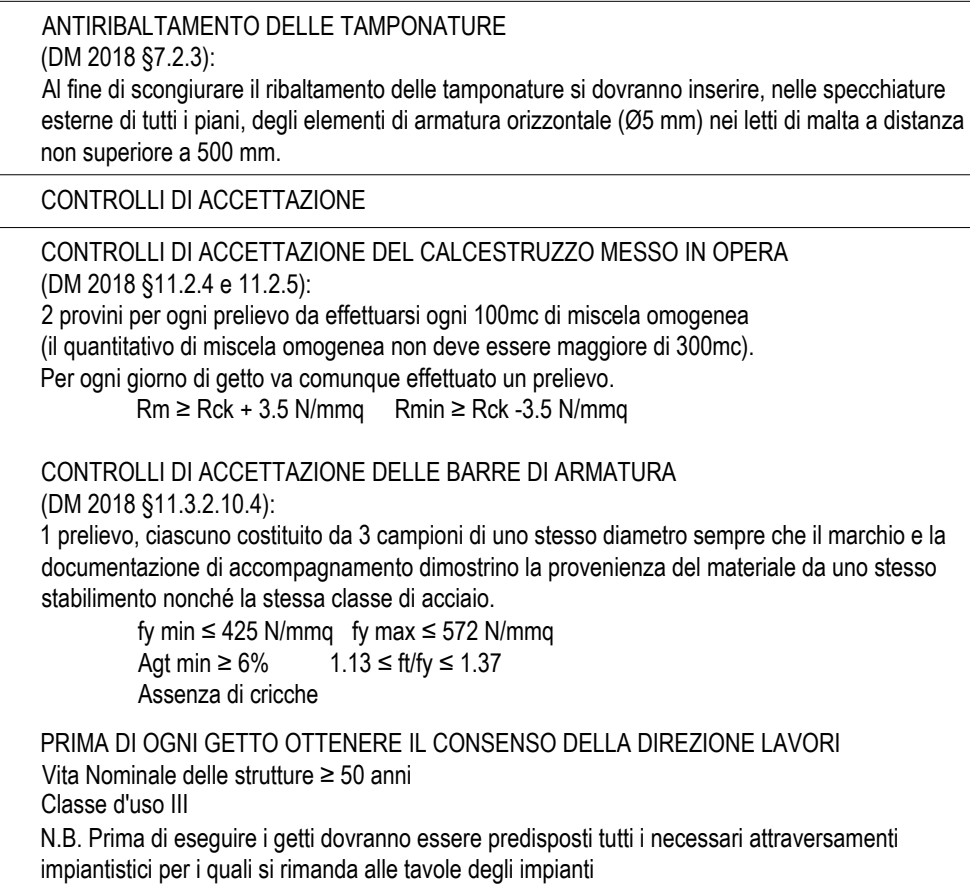 ANTIRIBALTAMENTO DELLE TAMPONATURE
(DM 2018 §7.2.3):
Al fine di scongiurare il ribaltamento delle tamponature si dovranno inserire, nelle specchiature
esterne di tutti i piani, degli elementi di armatura orizzontale (Ø5 mm) nei letti di malta a distanza
non superiore a 500 mm.
CONTROLLI DI ACCETTAZIONE
CONTROLLI DI ACCETTAZIONE DEL CALCESTRUZZO MESSO IN OPERA
(DM 2018 §11.2.4 e 11.2.5):
2 provini per ogni prelievo da effettuarsi ogni 100mc di miscela omogenea
(il quantitativo di miscela omogenea non deve essere maggiore di 300mc).
Per ogni giorno di getto va comunque effettuato un prelievo.
Rm ≥ Rck + 3.5 N/mmq Rmin ≥ Rck -3.5 N/mmq
CONTROLLI DI ACCETTAZIONE DELLE BARRE DI ARMATURA
(DM 2018 §11.3.2.10.4):
1 prelievo, ciascuno costituito da 3 campioni di uno stesso diametro sempre che il marchio e la
documentazione di accompagnamento dimostrino la provenienza del materiale da uno stesso
stabilimento nonché la stessa classe di acciaio.
fy min ≤ 425 N/mmq fy max ≤ 572 N/mmq
Agt min ≥ 6% 1.13 ≤ ft/fy ≤ 1.37
Assenza di cricche
PRIMA DI OGNI GETTO OTTENERE IL CONSENSO DELLA DIREZIONE LAVORI
Vita Nominale delle strutture ≥ 50 anni
Classe d'uso III
N.B. Prima di eseguire i getti dovranno essere predisposti tutti i necessari attraversamenti
impiantistici per i quali si rimanda alle tavole degli impianti